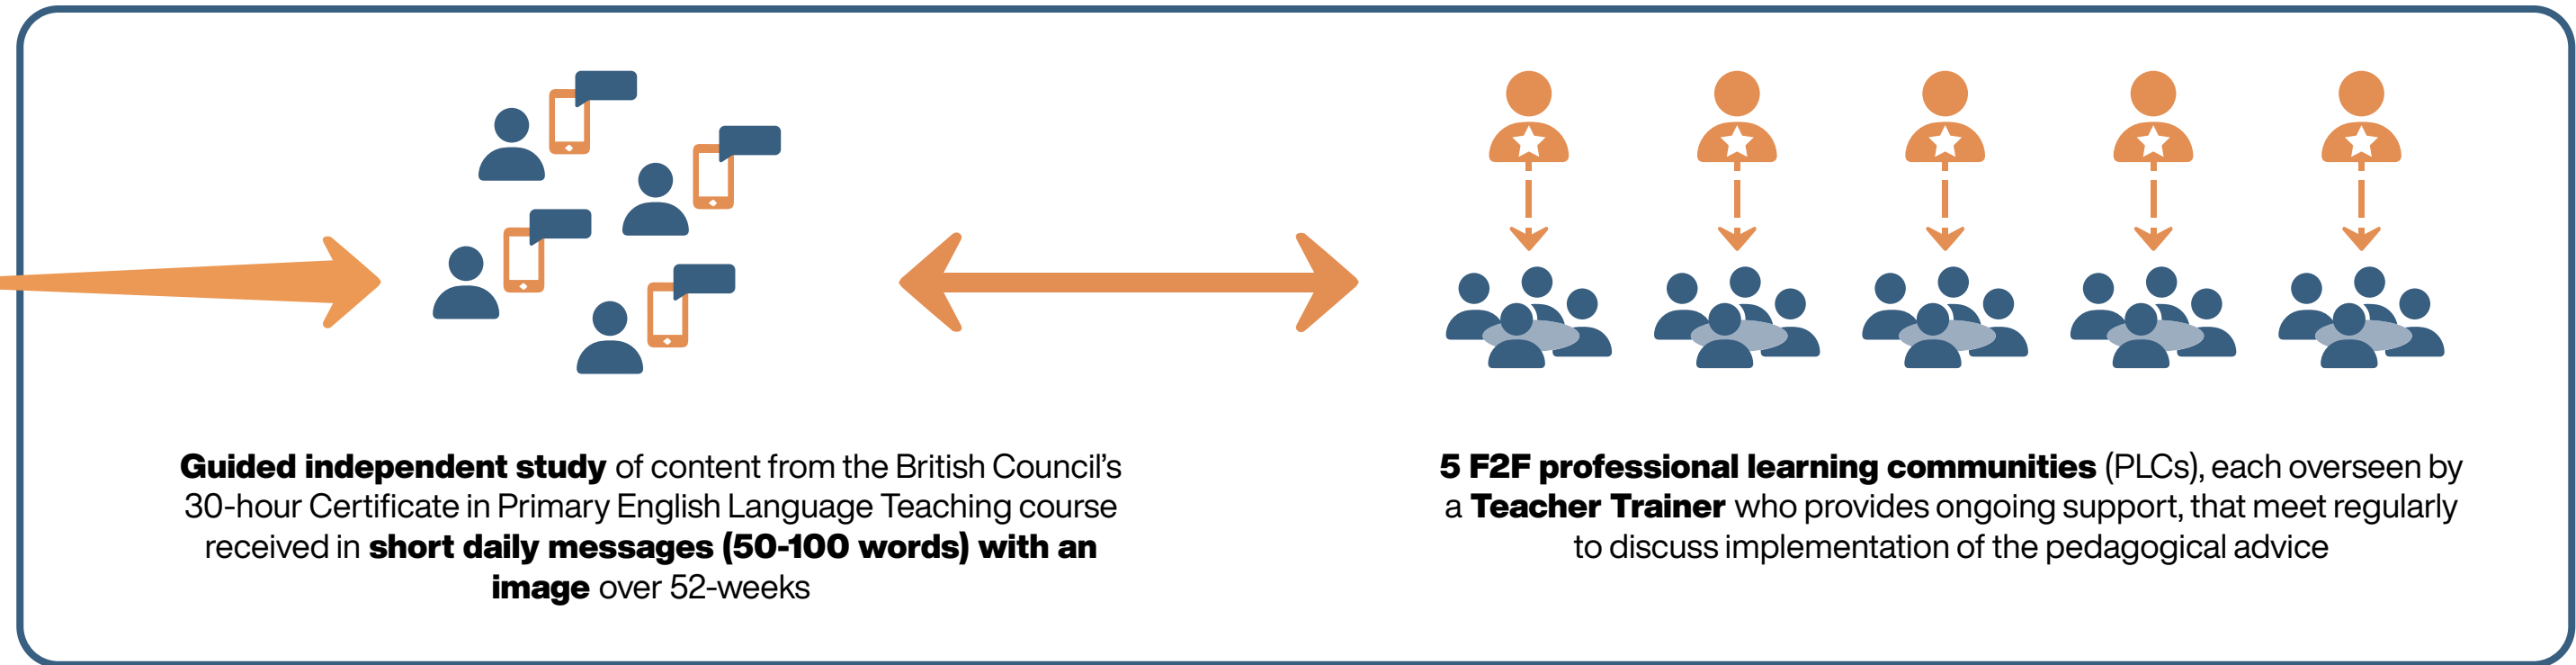 Guided independent study of content from the British Council’s
30-hour Certificate in Primary English Language Teaching course
received in short daily messages (50-100 words) with an
image over 52-weeks
5 F2F professional learning communities (PLCs), each overseen by
a Teacher Trainer who provides ongoing support, that meet regularly
to discuss implementation of the pedagogical advice